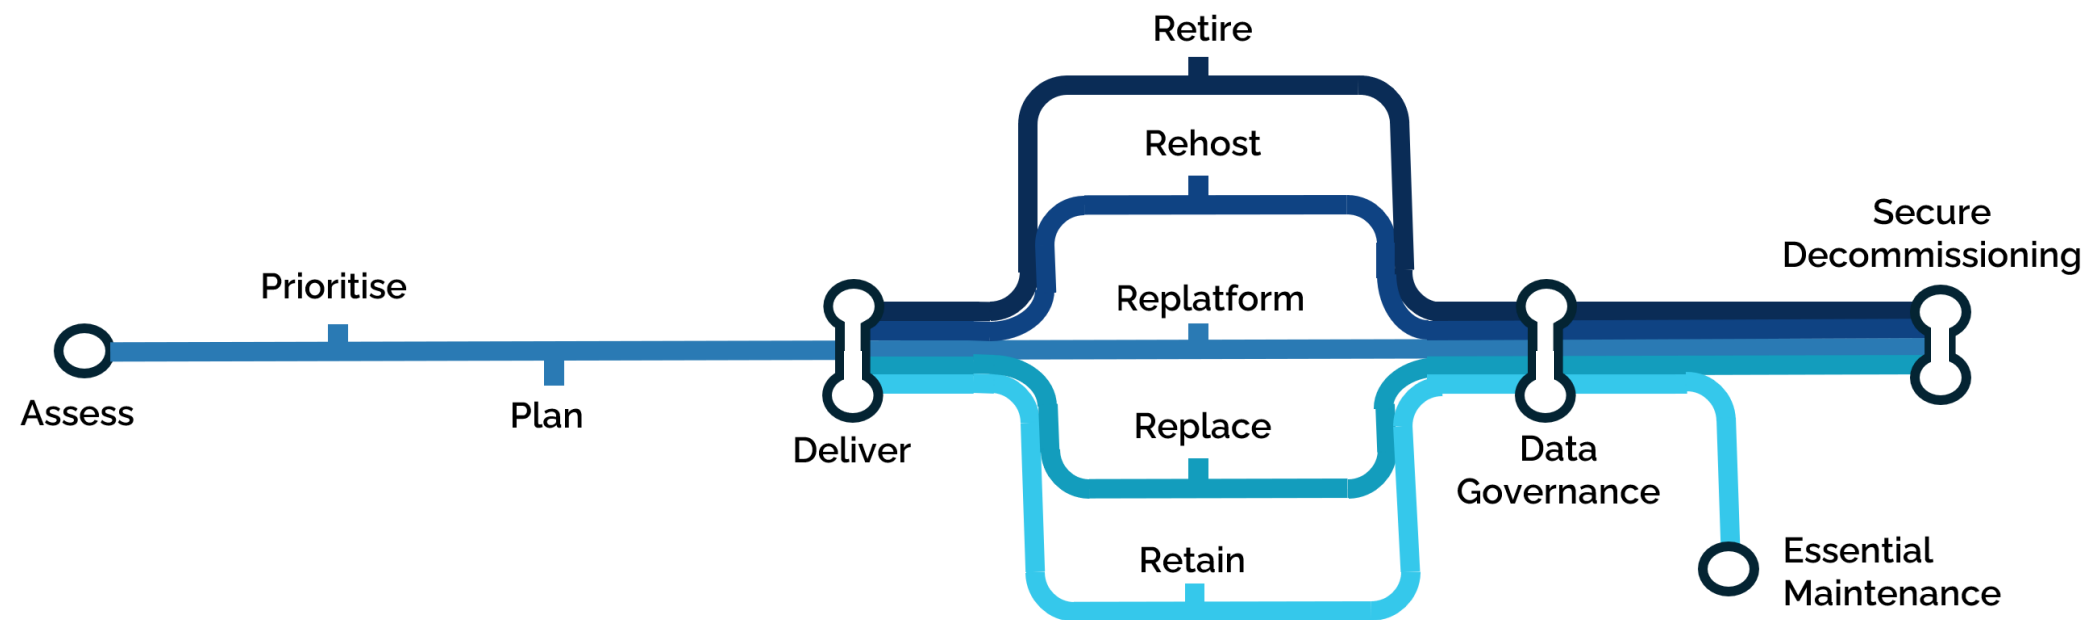 Retire
Rehost
Secure
Decommissioning
Prioritise
Replatform
Assess
Plan
Replace
Deliver
Data
Governance
Retain
Essential
Maintenance